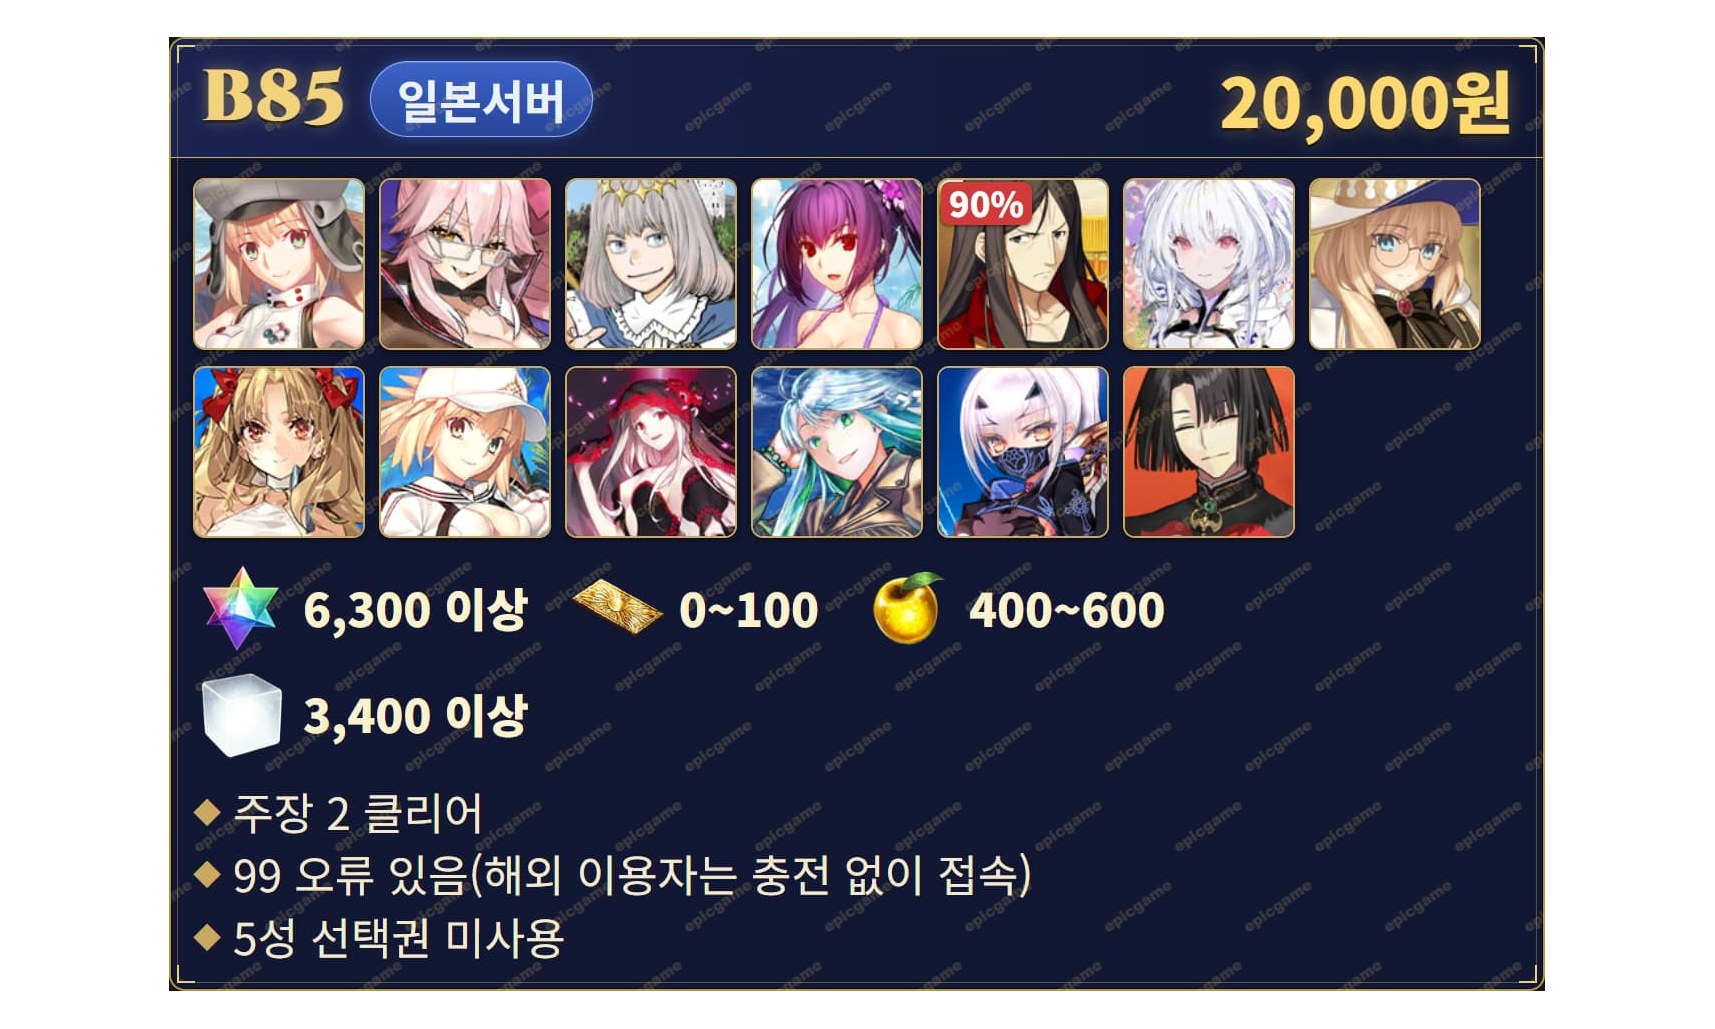 B85 일본서버 20,000원
90%
6,300 이상 0~100 400~600
3,400 이상
◆ 주장 2 클리어
◆ 99 오류 있음(해외 이용자는 충전 없이 접속)
◆ 5성 선택권 미사용
epicgame